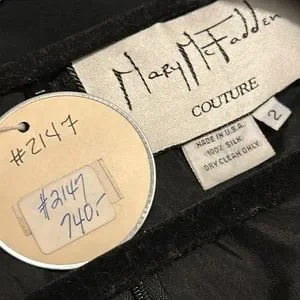 Mary McFadden
COUTURE
2
MADE IN U.S.A.
100% SILK
DRY CLEAN ONLY
#2147
#2147
740.-